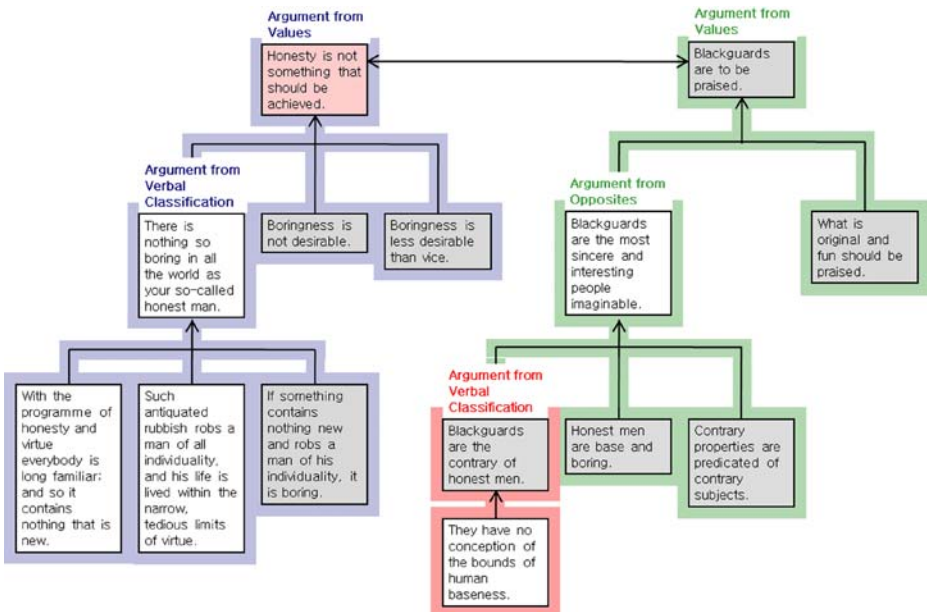 Argument from
Values
Honesty is not
something that
should be
achieved.
Argument from
Values
Blackguards
are to be
praised.
Argument from
Verbal
Classification
There is
nothing so
boring in all
the world as
your so-called
honest man.
Boringness is
not desirable.
Boringness is
less desirable
than vice.
Argument from
Opposites
Blackguards
are the most
sincere and
interesting
people
imaginable.
What is
original and
fun should be
praised.
With the
programme of
honesty and
virtue
everybody is
long familiar;
and so it
contains
nothing that is
new.
Such
antiquated
rubbish robs a
man of all
individuality,
and his life is
lived within the
narrow,
tedious limits
of virtue.
If something
contains
nothing new
and robs a
man of his
individuality, it
is boring.
Argument from
Verbal
Classification
Blackguards
are the
contrary of
honest men.
Honest men
are base and
boring.
Contrary
properties are
predicated of
contrary
subjects.
They have no
conception of
the bounds of
human
baseness.